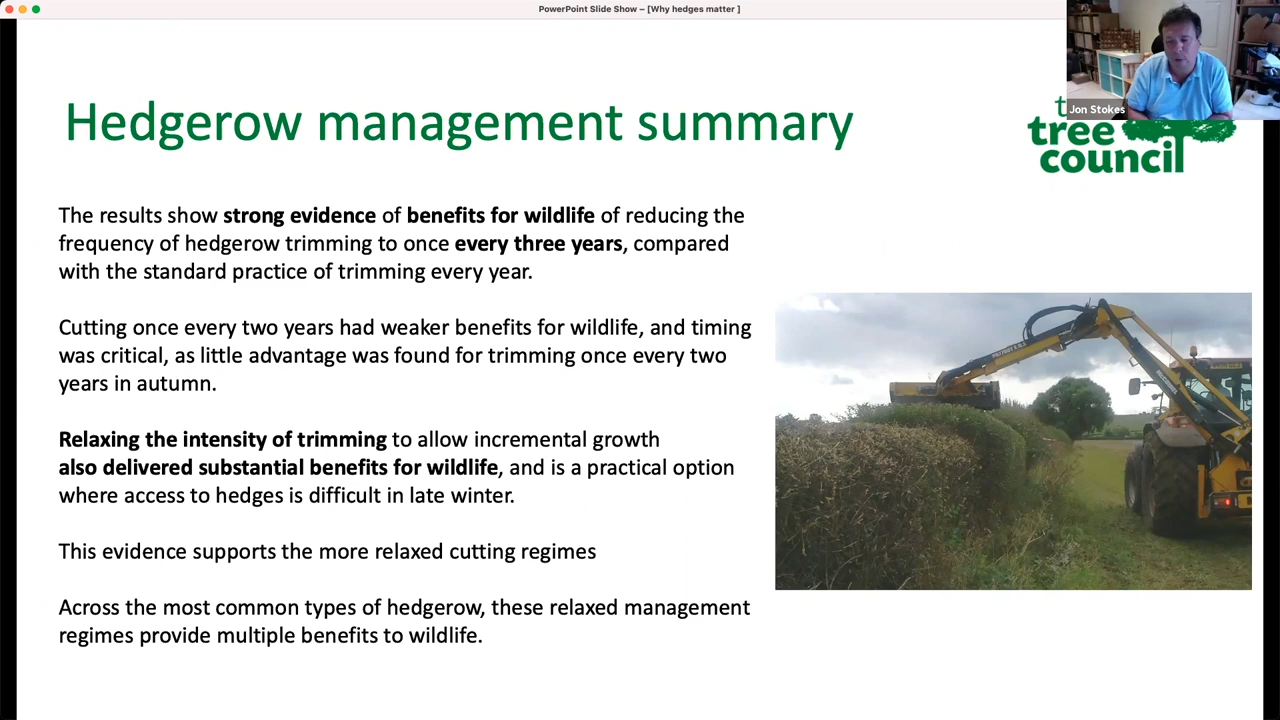 PowerPoint Slide Show – [Why hedges matter ]
Jon Stokes
Hedgerow management summary
tree
council
The results show strong evidence of benefits for wildlife of reducing the
frequency of hedgerow trimming to once every three years, compared
with the standard practice of trimming every year.
Cutting once every two years had weaker benefits for wildlife, and timing
was critical, as little advantage was found for trimming once every two
years in autumn.
Relaxing the intensity of trimming to allow incremental growth
also delivered substantial benefits for wildlife, and is a practical option
where access to hedges is difficult in late winter.
This evidence supports the more relaxed cutting regimes
Across the most common types of hedgerow, these relaxed management
regimes provide multiple benefits to wildlife.